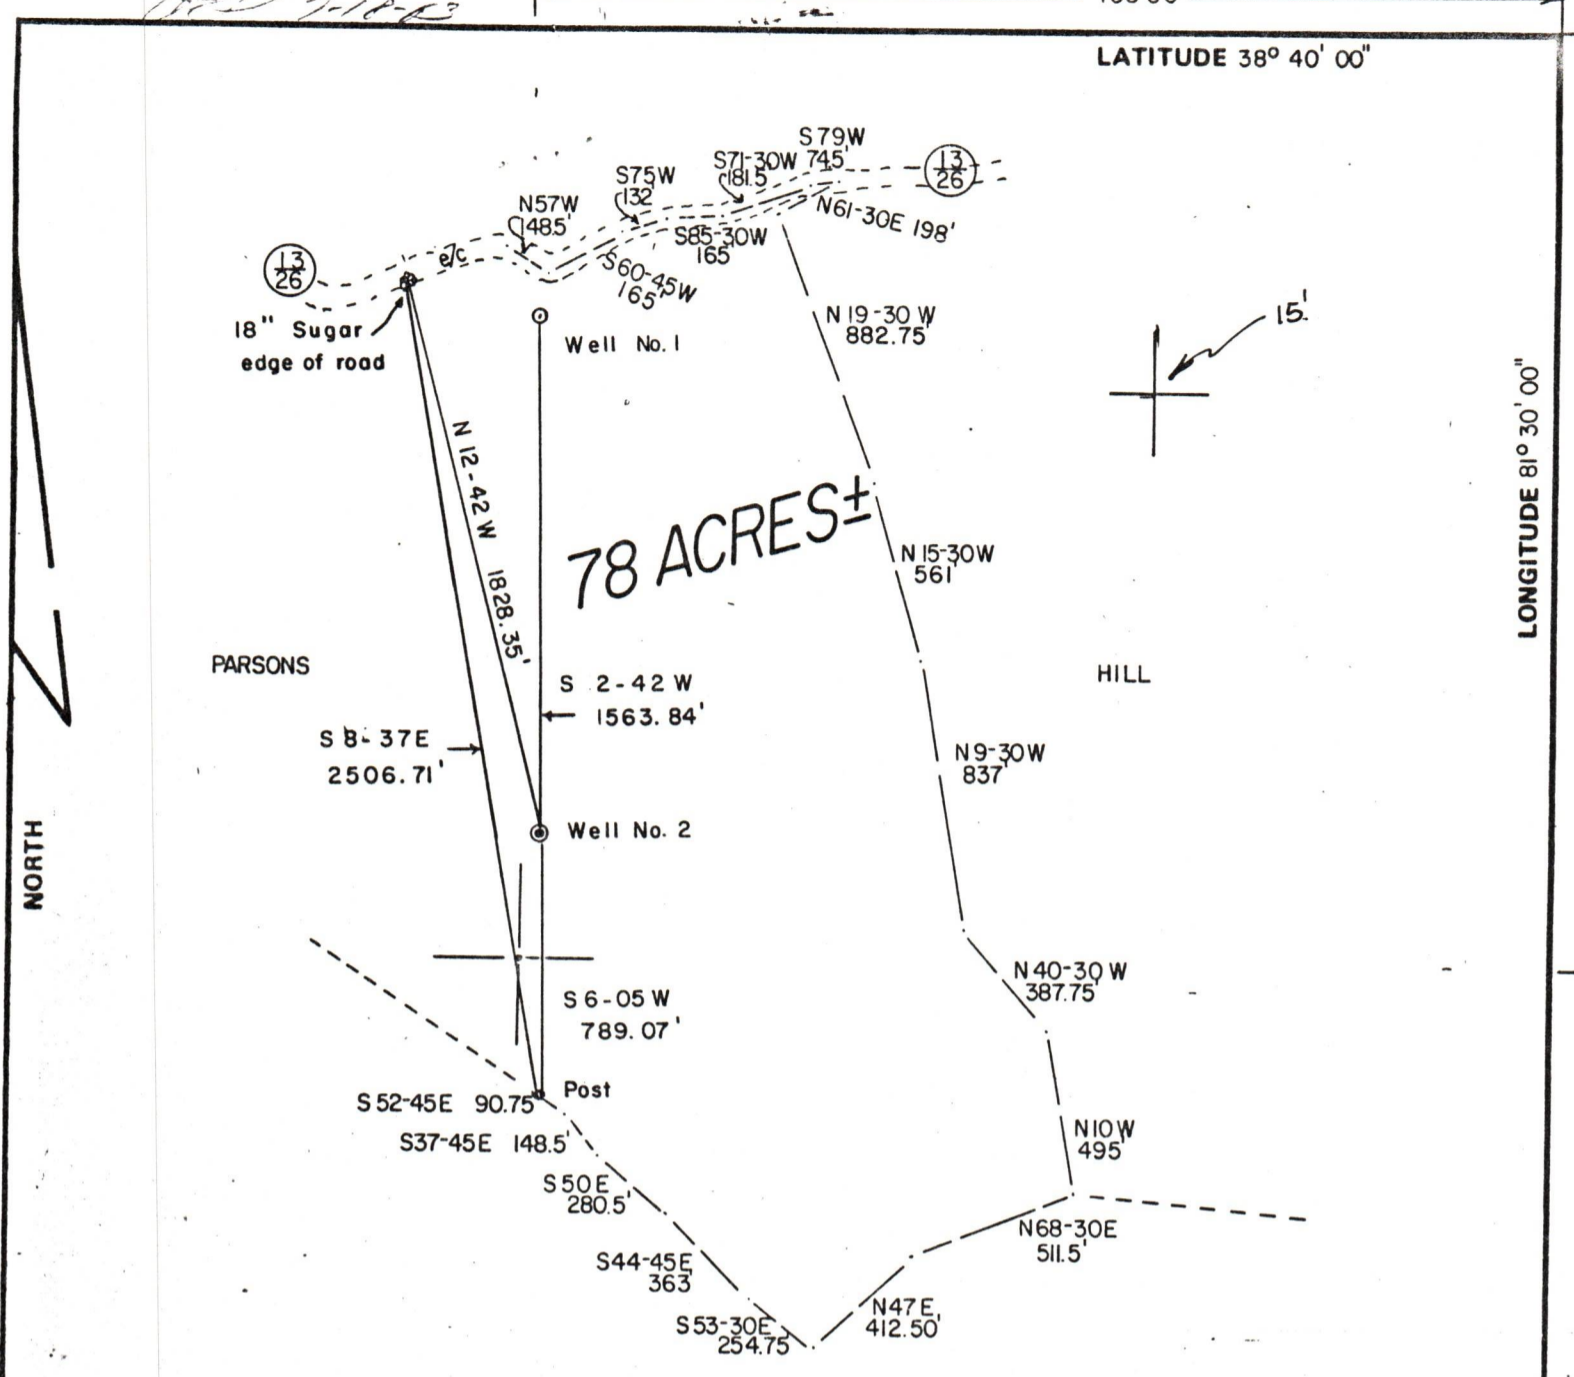 LATITUDE 38° 40' 00"
S79W
74.5'
S71-30W
181.5
S75W
132'
N57W
148.5'
13
26
N61-30E 198'
S85-30W
165'
S60-45W
165'
e/c
13
26
18" Sugar
edge of road
Well No. 1
N 19-30 W
882.75'
15'
LONGITUDE 81° 30' 00"
N 12-42 W 1828.35'
78 ACRES±
N 15-30W
561'
PARSONS
HILL
S 2-42 W
1563.84'
S 8-37E
2506.71'
N9-30W
837'
Well No. 2
NORTH
N40-30 W
387.75'
S 6-05 W
789.07'
Post
S 52-45E 90.75'
S37-45E 148.5'
N10W
495'
S50E
280.5'
N68-30E
511.5'
S44-45E
363'
N47E
412.50'
S53-30E
254.75'